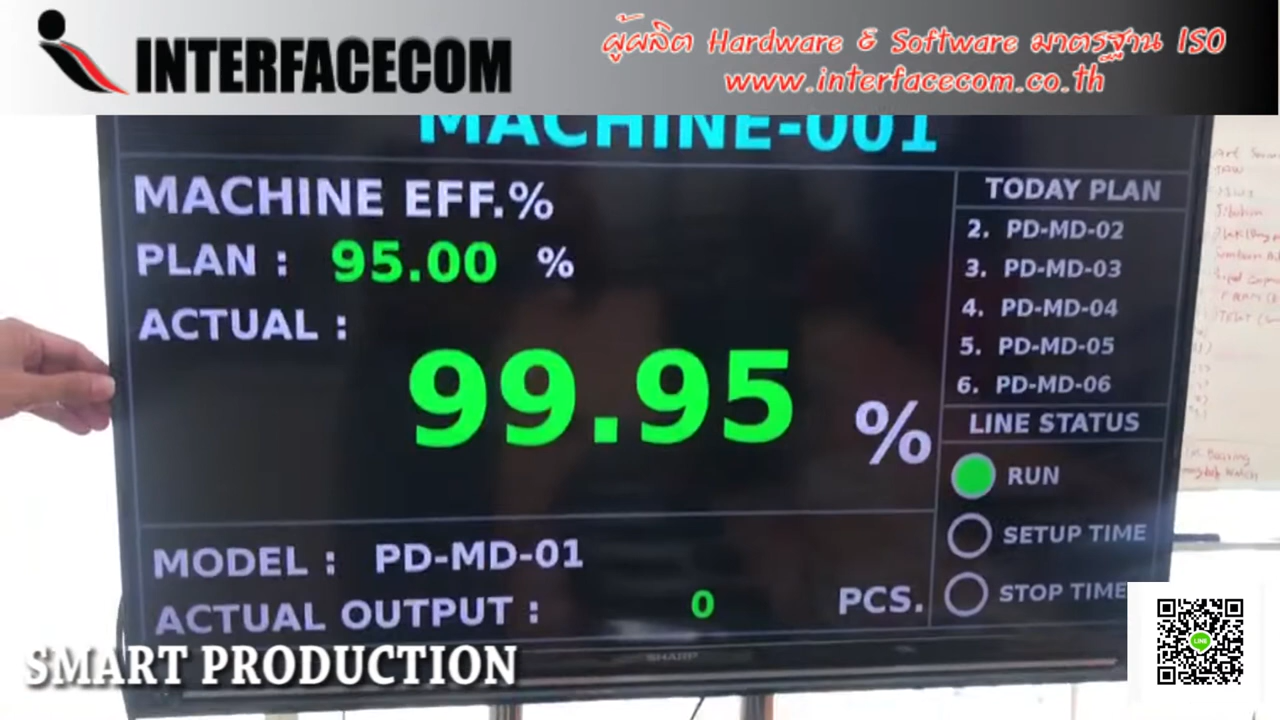 INTERFACECOM
ผู้ผลิต Hardware & Software มาตรฐาน ISO
www.interfacecom.co.th
MACHINE-001
MACHINE EFF.%
PLAN : 95.00 %
ACTUAL :
99.95 %
MODEL : PD-MD-01
ACTUAL OUTPUT : 0 PCS.
TODAY PLAN
2. PD-MD-02
3. PD-MD-03
4. PD-MD-04
5. PD-MD-05
6. PD-MD-06
LINE STATUS
RUN
SETUP TIME
STOP TIME
SHARP
SMART PRODUCTION
LINE